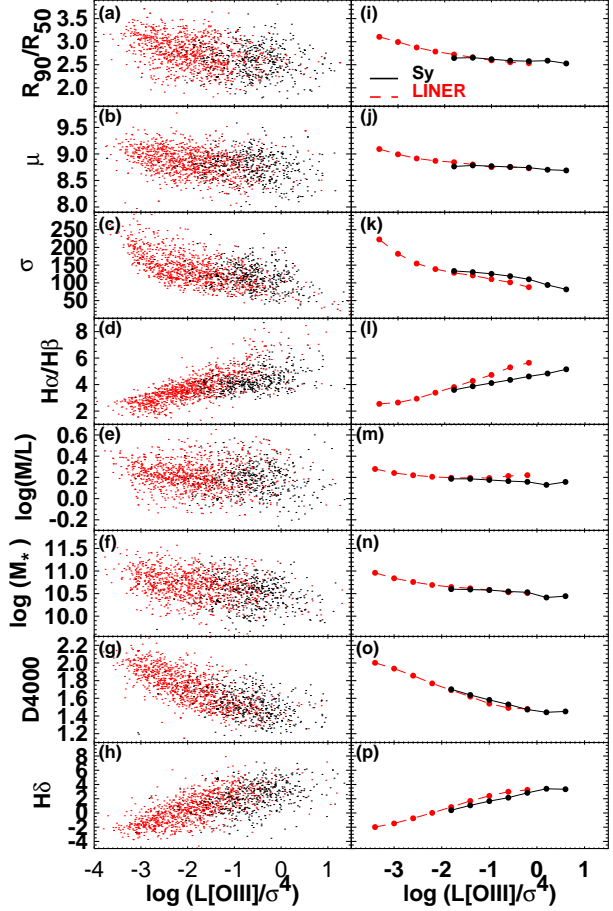 (a) (i)
R90/R50
3.5
3.0
2.5
2.0
Sy
LINER
(b) (j)
μ
9.5
9.0
8.5
8.0
(c) (k)
σ
250
200
150
100
50
(d) (l)
Hα/Hβ
8
6
4
2
(e) (m)
log(M/L)
0.6
0.4
0.2
0.0
-0.2
(f) (n)
log (M*)
11.5
11.0
10.5
10.0
(g) (o)
D4000
2.2
2.0
1.8
1.6
1.4
1.2
(h) (p)
Hδ
8
6
4
2
0
-2
-4
-4 -3 -2 -1 0 1 -3 -2 -1 0 1
log (L[OIII]/σ4) log (L[OIII]/σ4)